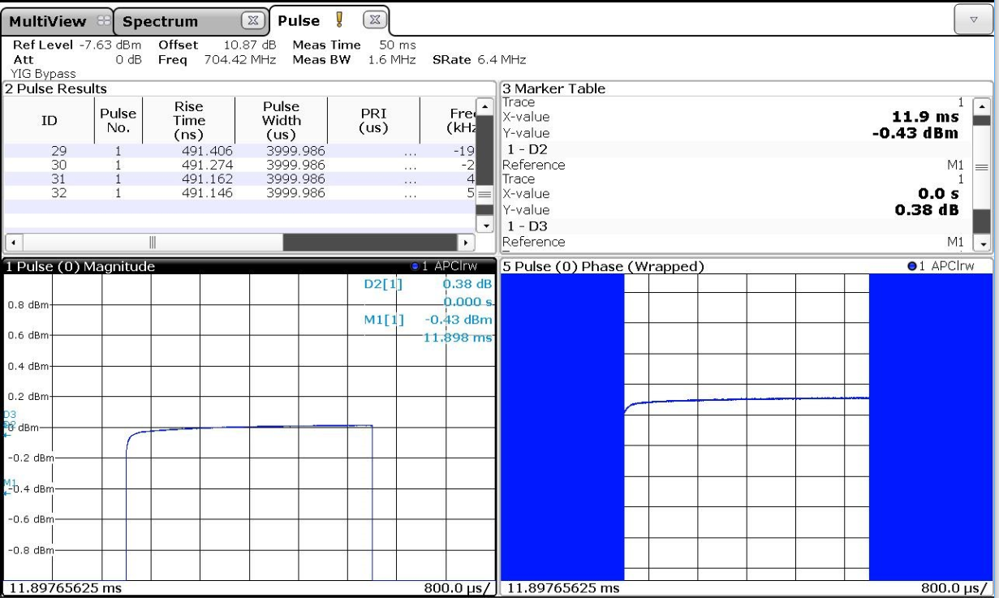 MultiView Spectrum Pulse
Ref Level -7.63 dBm Offset 10.87 dB Meas Time 50 ms
Att 0 dB Freq 704.42 MHz Meas BW 1.6 MHz SRate 6.4 MHz
YIG Bypass
2 Pulse Results
ID Pulse No. Rise Time (ns) Pulse Width (us) PRI (us) Fre (kHz
29 1 491.406 3999.986 ... -19
30 1 491.274 3999.986 ... -2
31 1 491.162 3999.986 ... 4
32 1 491.146 3999.986 ... 5
3 Marker Table
Trace 1
X-value 11.9 ms
Y-value -0.43 dBm
1 - D2
Reference M1
Trace 1
X-value 0.0 s
Y-value 0.38 dB
1 - D3
Reference M1
1 Pulse (0) Magnitude 1 APClrw
D2[1] 0.38 dB
0.000 s
M1[1] -0.43 dBm
11.898 ms
0.8 dBm
0.6 dBm
0.4 dBm
0.2 dBm
D3
0 dBm
-0.2 dBm
M1
-0.4 dBm
-0.6 dBm
-0.8 dBm
11.89765625 ms 800.0 µs/
5 Pulse (0) Phase (Wrapped) 1 APClrw
11.89765625 ms 800.0 µs/